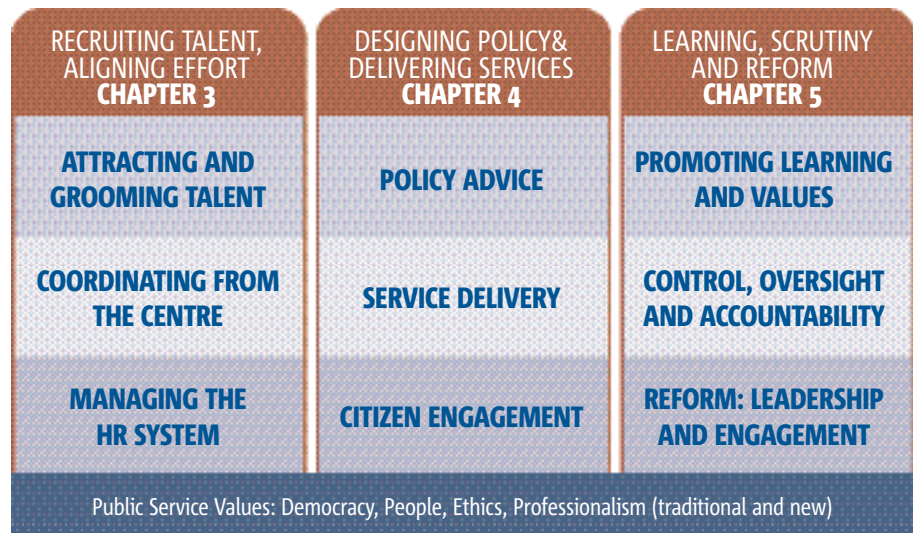 RECRUITING TALENT,
ALIGNING EFFORT
CHAPTER 3
ATTRACTING AND
GROOMING TALENT
COORDINATING FROM
THE CENTRE
MANAGING THE
HR SYSTEM
DESIGNING POLICY&
DELIVERING SERVICES
CHAPTER 4
POLICY ADVICE
SERVICE DELIVERY
CITIZEN ENGAGEMENT
LEARNING, SCRUTINY
AND REFORM
CHAPTER 5
PROMOTING LEARNING
AND VALUES
CONTROL, OVERSIGHT
AND ACCOUNTABILITY
REFORM: LEADERSHIP
AND ENGAGEMENT
Public Service Values: Democracy, People, Ethics, Professionalism (traditional and new)